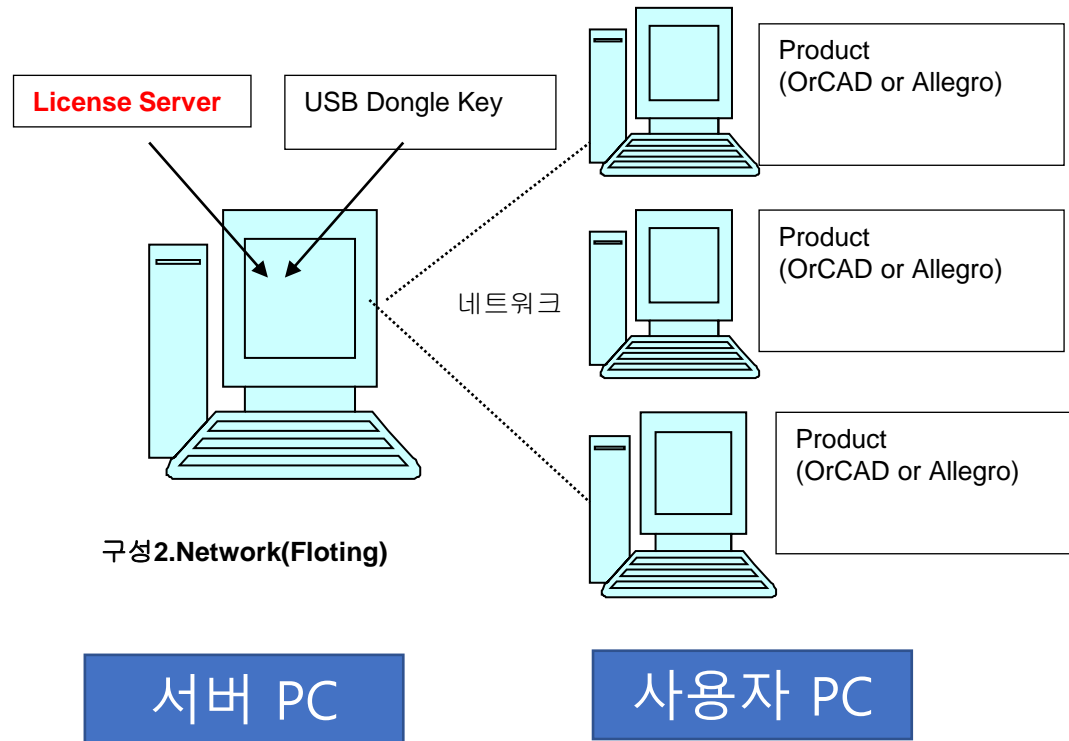 License Server
USB Dongle Key
Product
(OrCAD or Allegro)
Product
(OrCAD or Allegro)
네트워크
Product
(OrCAD or Allegro)
구성2.Network(Floting)
서버 PC
사용자 PC